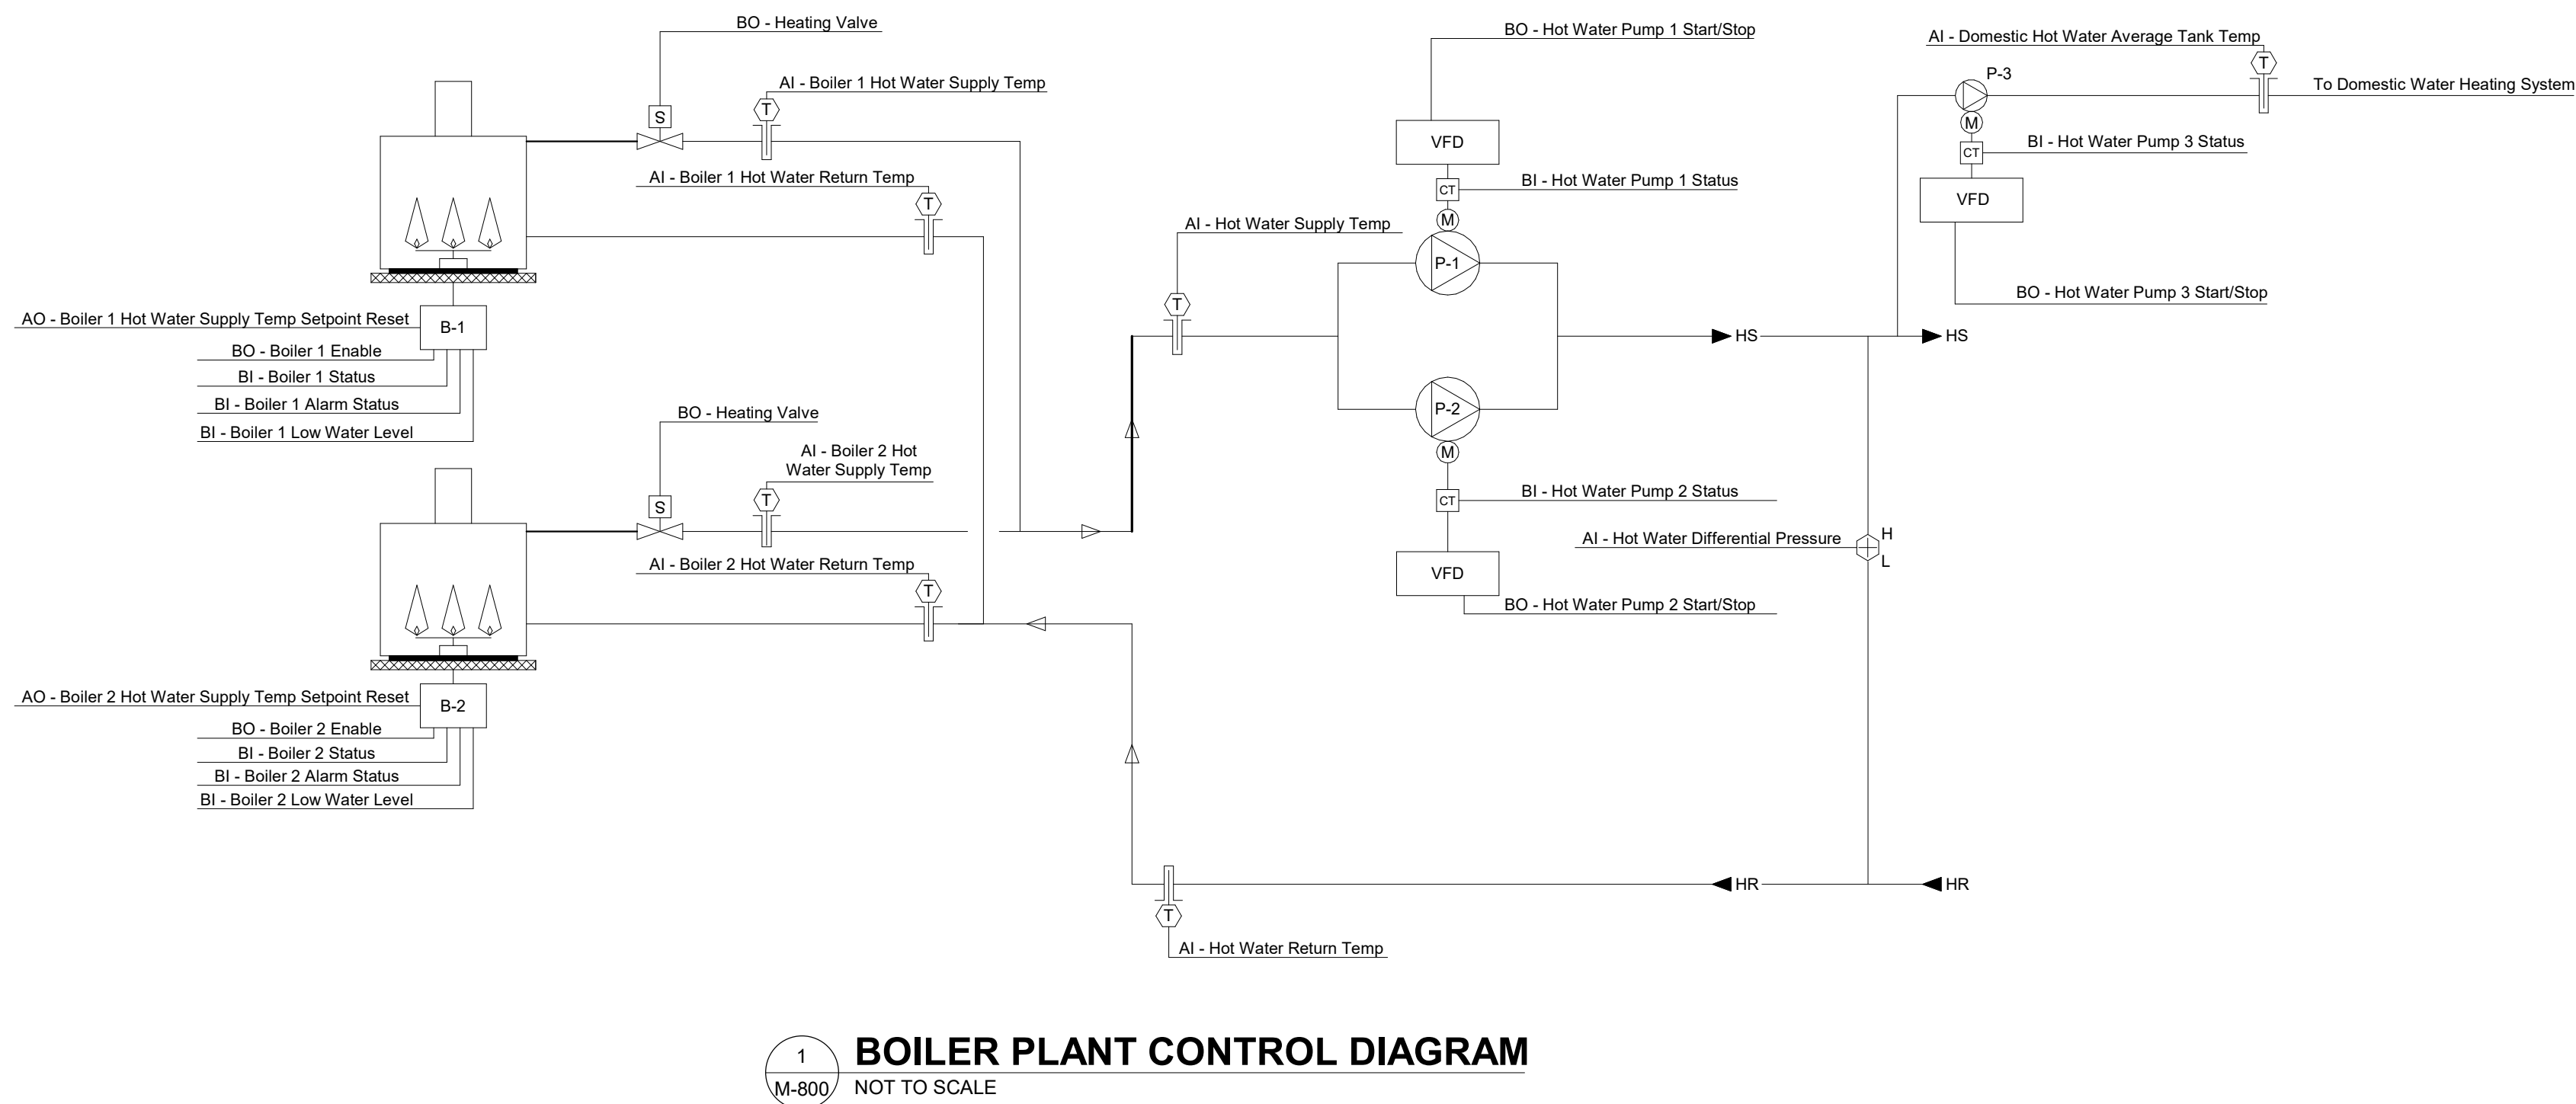 BO - Heating Valve
S
AI - Boiler 1 Hot Water Supply Temp
T
AI - Boiler 1 Hot Water Return Temp
T
AO - Boiler 1 Hot Water Supply Temp Setpoint Reset
B-1
BO - Boiler 1 Enable
BI - Boiler 1 Status
BI - Boiler 1 Alarm Status
BI - Boiler 1 Low Water Level
BO - Heating Valve
S
AI - Boiler 2 Hot
Water Supply Temp
T
AI - Boiler 2 Hot Water Return Temp
T
AO - Boiler 2 Hot Water Supply Temp Setpoint Reset
B-2
BO - Boiler 2 Enable
BI - Boiler 2 Status
BI - Boiler 2 Alarm Status
BI - Boiler 2 Low Water Level
AI - Hot Water Supply Temp
T
BO - Hot Water Pump 1 Start/Stop
VFD
CT
BI - Hot Water Pump 1 Status
M
P-1
P-2
M
CT
BI - Hot Water Pump 2 Status
VFD
BO - Hot Water Pump 2 Start/Stop
HS
HS
AI - Domestic Hot Water Average Tank Temp
T
P-3
To Domestic Water Heating System
M
CT
BI - Hot Water Pump 3 Status
VFD
BO - Hot Water Pump 3 Start/Stop
AI - Hot Water Differential Pressure
H
L
HR
HR
T
AI - Hot Water Return Temp
1
M-800
BOILER PLANT CONTROL DIAGRAM
NOT TO SCALE